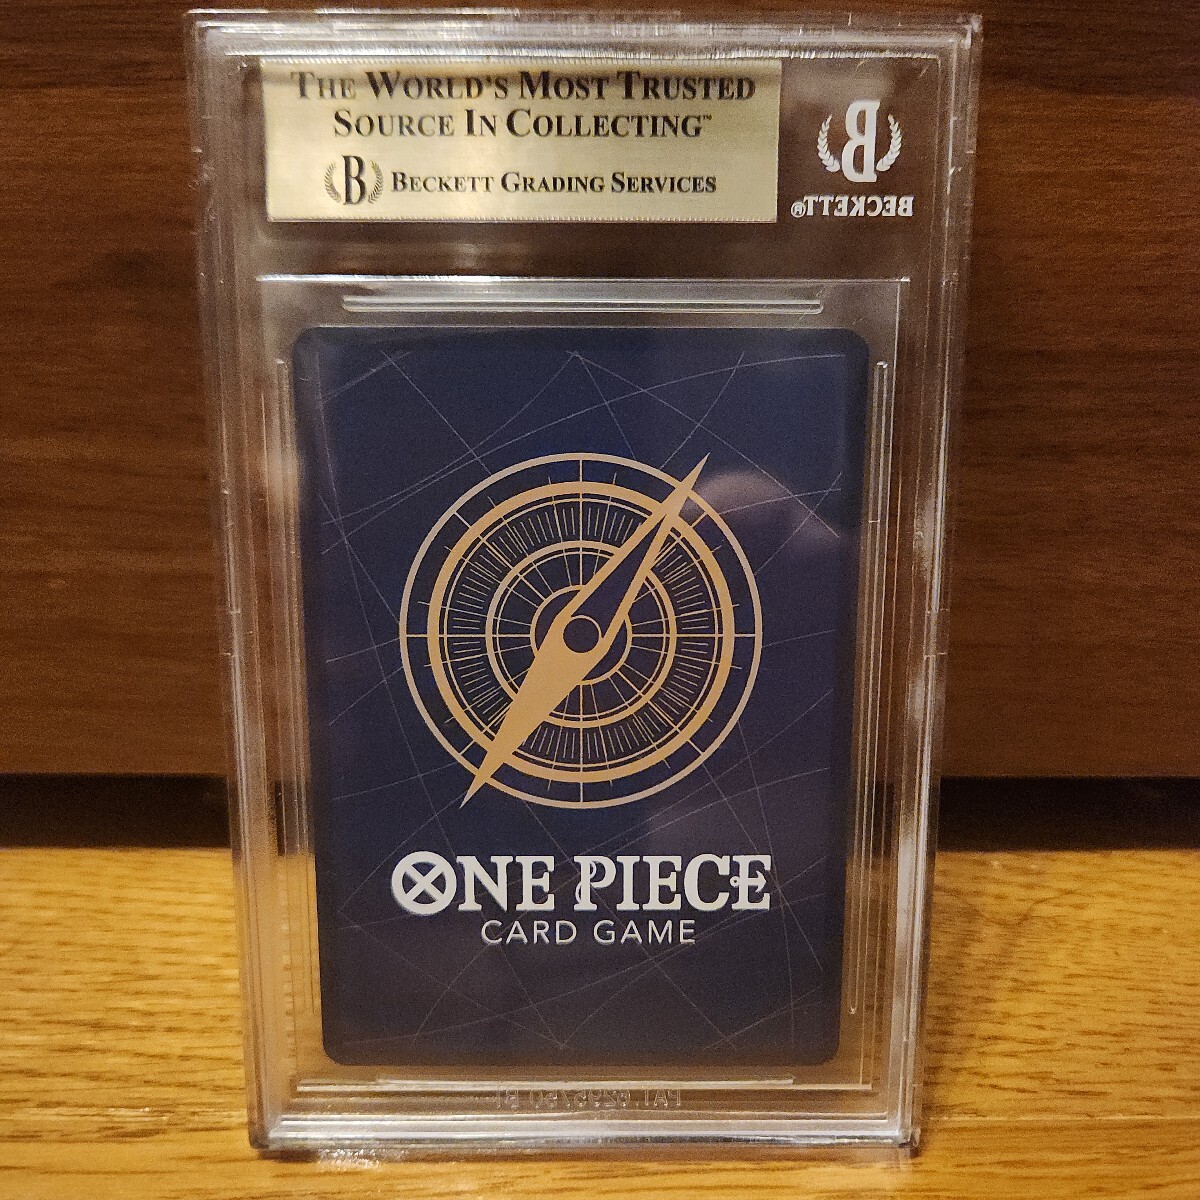 THE WORLD'S MOST TRUSTED
SOURCE IN COLLECTING™
B BECKETT GRADING SERVICES
B
BECKETT®
ONE PIECE
CARD GAME